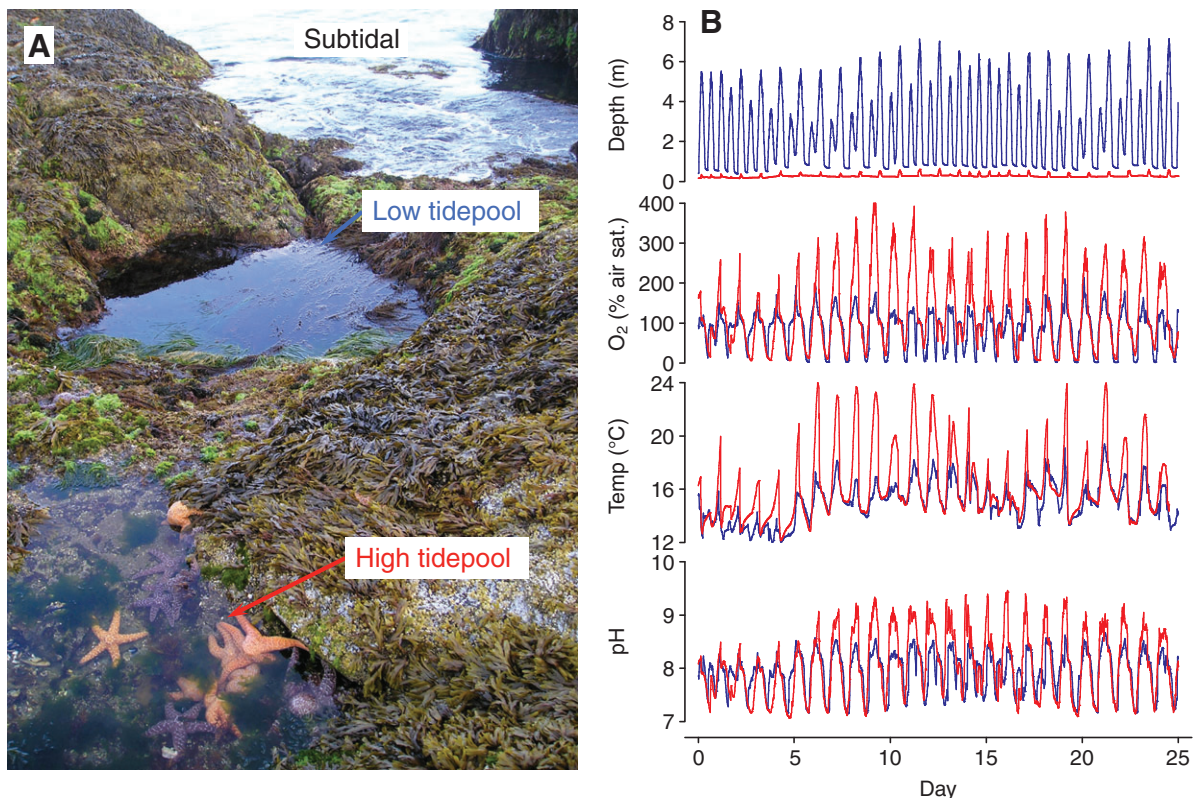 A
Subtidal
Low tidepool
High tidepool
B
Depth (m)
8
6
4
2
0
O2 (% air sat.)
400
300
200
100
0
Temp (°C)
24
20
16
12
pH
10
9
8
7
0 5 10 15 20 25
Day